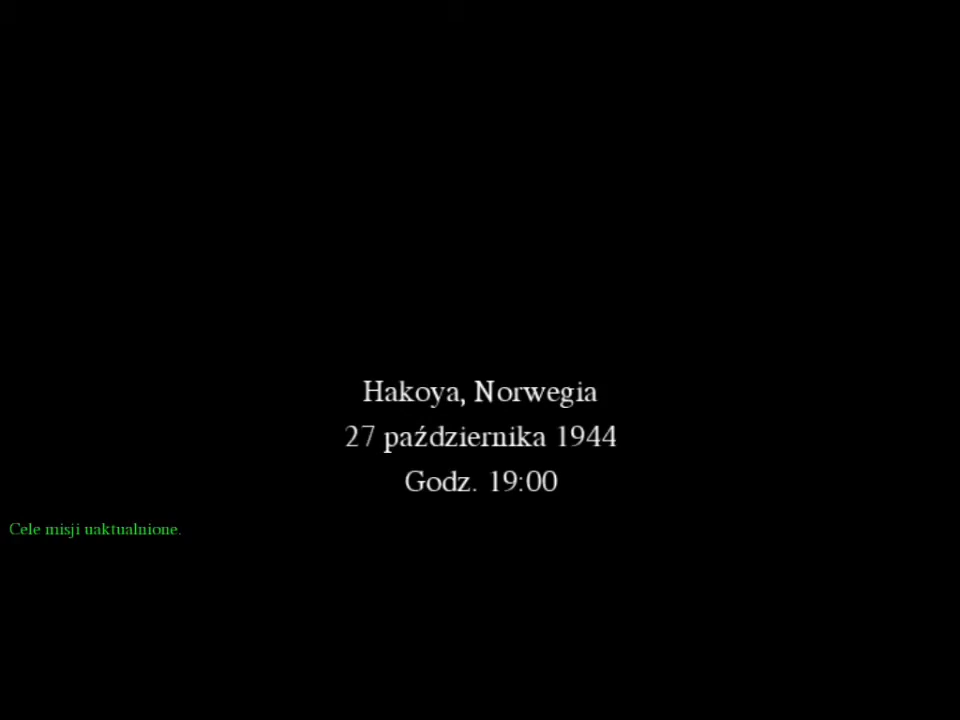 Hakoya, Norwegia
27 października 1944
Godz. 19:00
Cele misji uaktualnione.